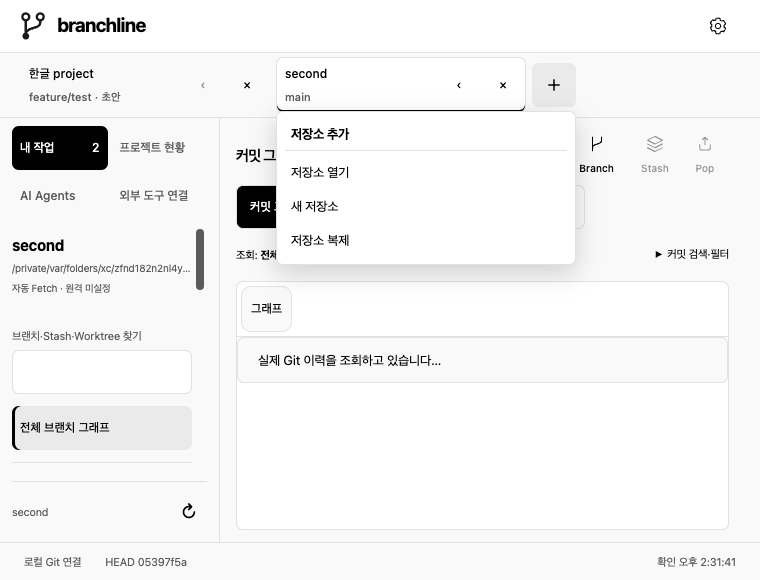 branchline
한글 project
feature/test · 초안
second
main
저장소 추가
저장소 열기
새 저장소
저장소 복제
내 작업 2
프로젝트 현황
AI Agents
외부 도구 연결
second
/private/var/folders/xc/zfnd182n2nl4y...
자동 Fetch · 원격 미설정
브랜치·Stash·Worktree 찾기
전체 브랜치 그래프
second
커밋 그
Branch
Stash
Pop
커밋
조회: 전체
▶ 커밋 검색·필터
그래프
실제 Git 이력을 조회하고 있습니다...
로컬 Git 연결
HEAD 05397f5a
확인 오후 2:31:41